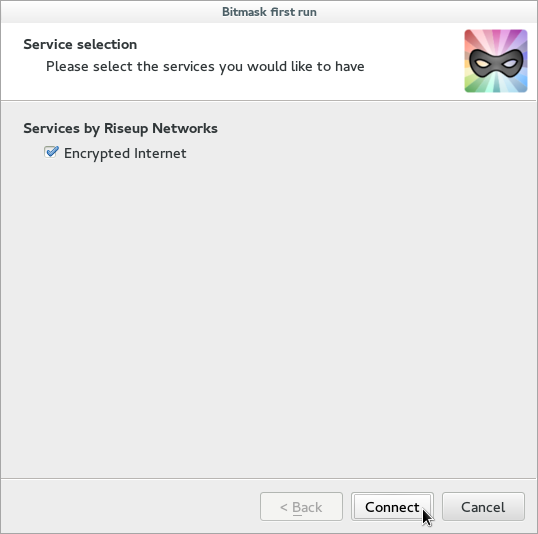 Bitmask first run
Service selection
Please select the services you would like to have
Services by Riseup Networks
Encrypted Internet
< Back
Connect
Cancel